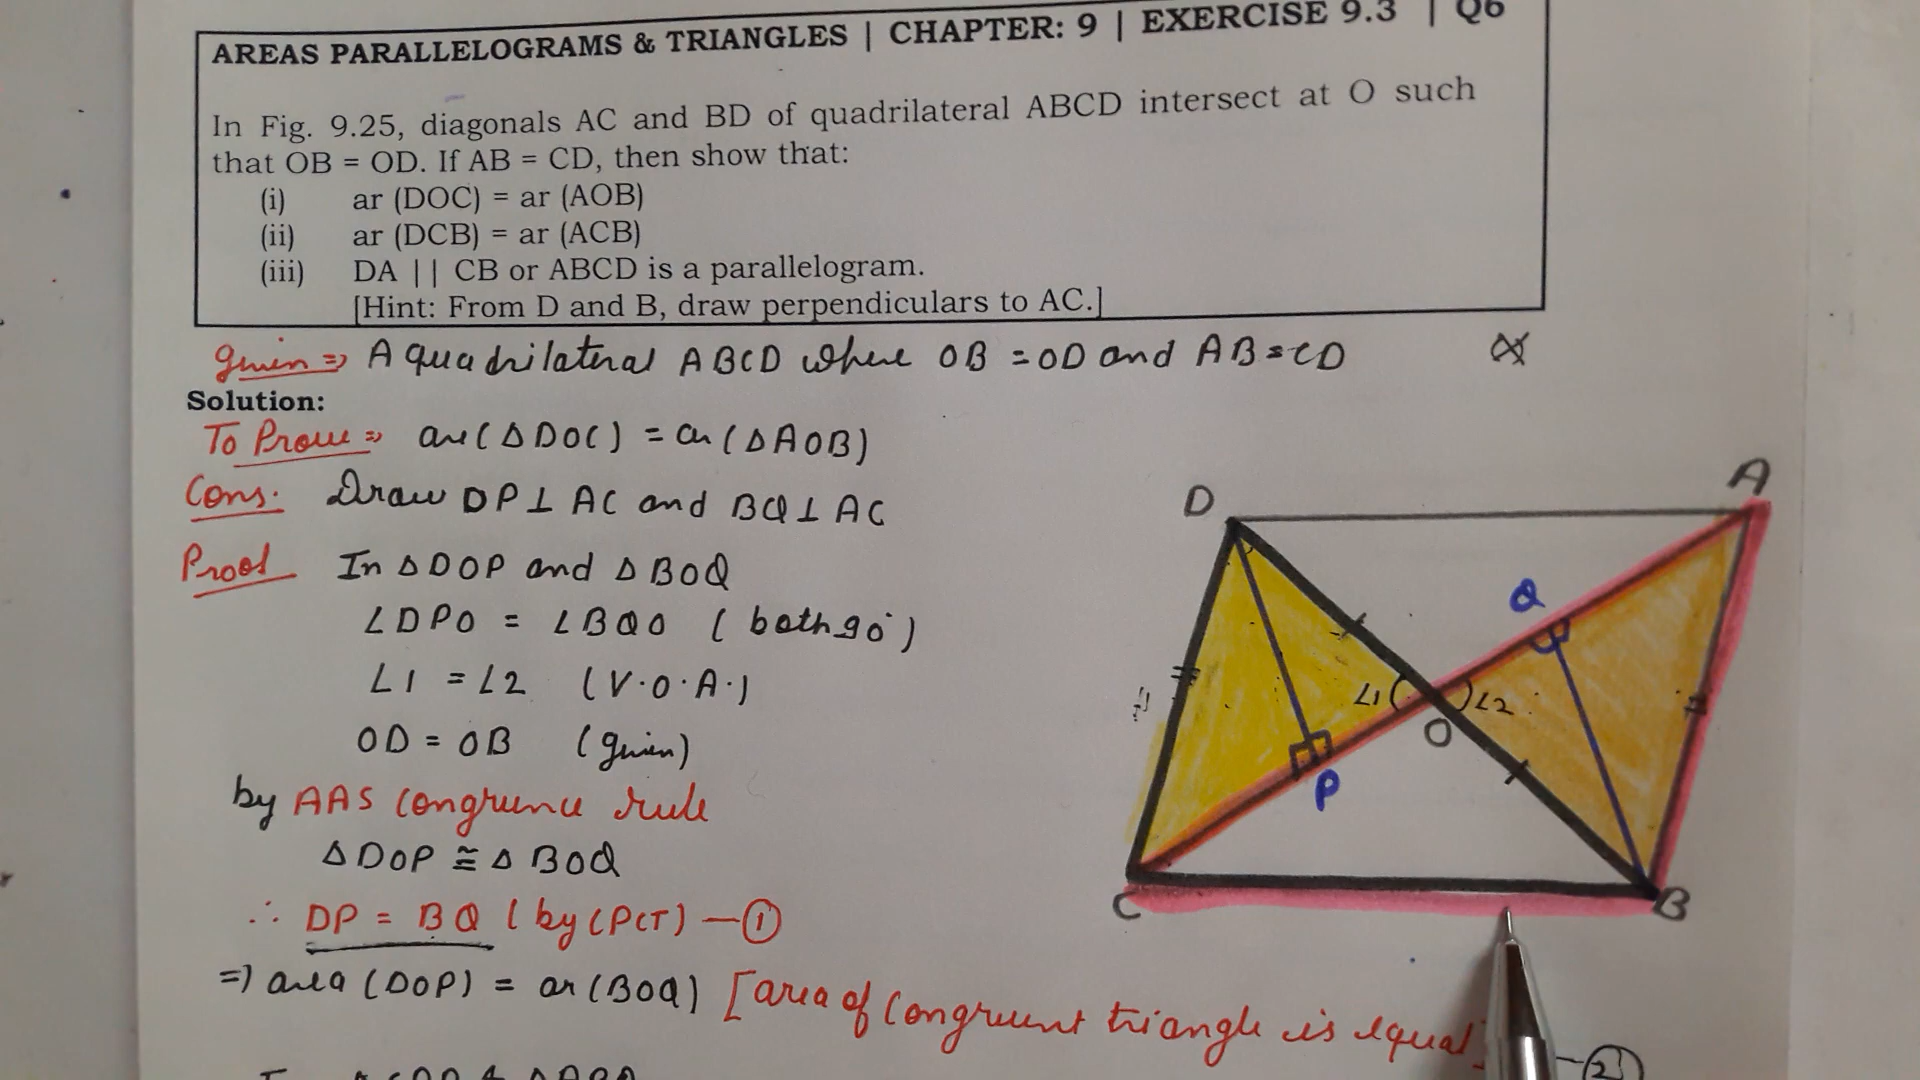 AREAS PARALLELOGRAMS & TRIANGLES | CHAPTER: 9 | EXERCISE 9.3 | Q6
In Fig. 9.25, diagonals AC and BD of quadrilateral ABCD intersect at O such
that OB = OD. If AB = CD, then show that:
(i) ar (DOC) = ar (AOB)
(ii) ar (DCB) = ar (ACB)
(iii) DA || CB or ABCD is a parallelogram.
[Hint: From D and B, draw perpendiculars to AC.]
given ⇒ A quadrilateral ABCD where OB = OD and AB = CD
Solution:
To Prove ⇒ ar(ΔDOC) = ar(ΔAOB)
Cons. Draw DP⊥AC and BQ⊥AC
Proof In ΔDOP and ΔBOQ
∠DPO = ∠BQO (both 90°)
∠1 = ∠2 (V.O.A.)
OD = OB (given)
by AAS congruence rule
ΔDOP ≅ ΔBOQ
∴ DP = BQ (by CPCT) —①
⇒ area (DOP) = ar(BOQ) [area of congruent triangle is equal] —②
D
A
Q
∠1
∠2
O
P
C
B